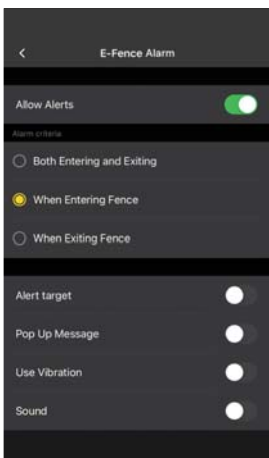 E-Fence Alarm
Allow Alerts
Alarm criteria
Both Entering and Exiting
When Entering Fence
When Exiting Fence
Alert target
Pop Up Message
Use Vibration
Sound